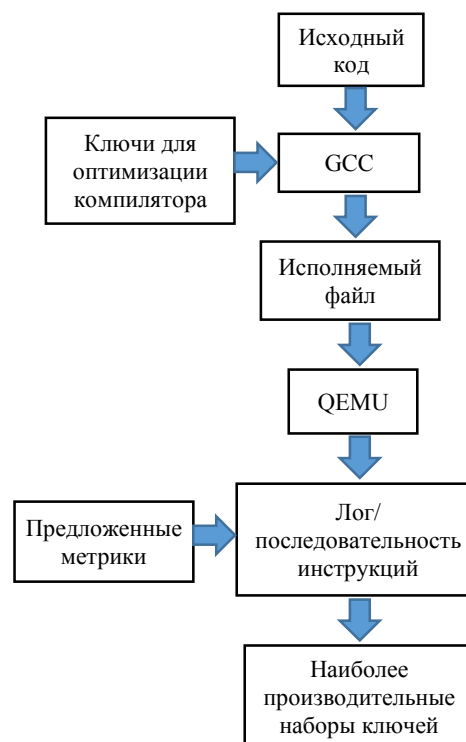 Исходный
код
Ключи для
оптимизации
компилятора
GCC
Исполняемый
файл
QEMU
Предложенные
метрики
Лог/
последовательность
инструкций
Наиболее
производительные
наборы ключей